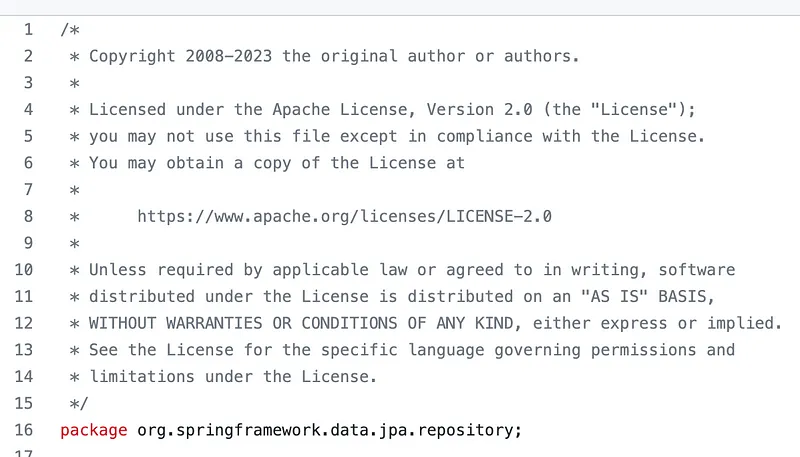 1 /*
2 * Copyright 2008-2023 the original author or authors.
3 *
4 * Licensed under the Apache License, Version 2.0 (the "License");
5 * you may not use this file except in compliance with the License.
6 * You may obtain a copy of the License at
7 *
8 * https://www.apache.org/licenses/LICENSE-2.0
9 *
10 * Unless required by applicable law or agreed to in writing, software
11 * distributed under the License is distributed on an "AS IS" BASIS,
12 * WITHOUT WARRANTIES OR CONDITIONS OF ANY KIND, either express or implied.
13 * See the License for the specific language governing permissions and
14 * limitations under the License.
15 */
16 package org.springframework.data.jpa.repository;
17